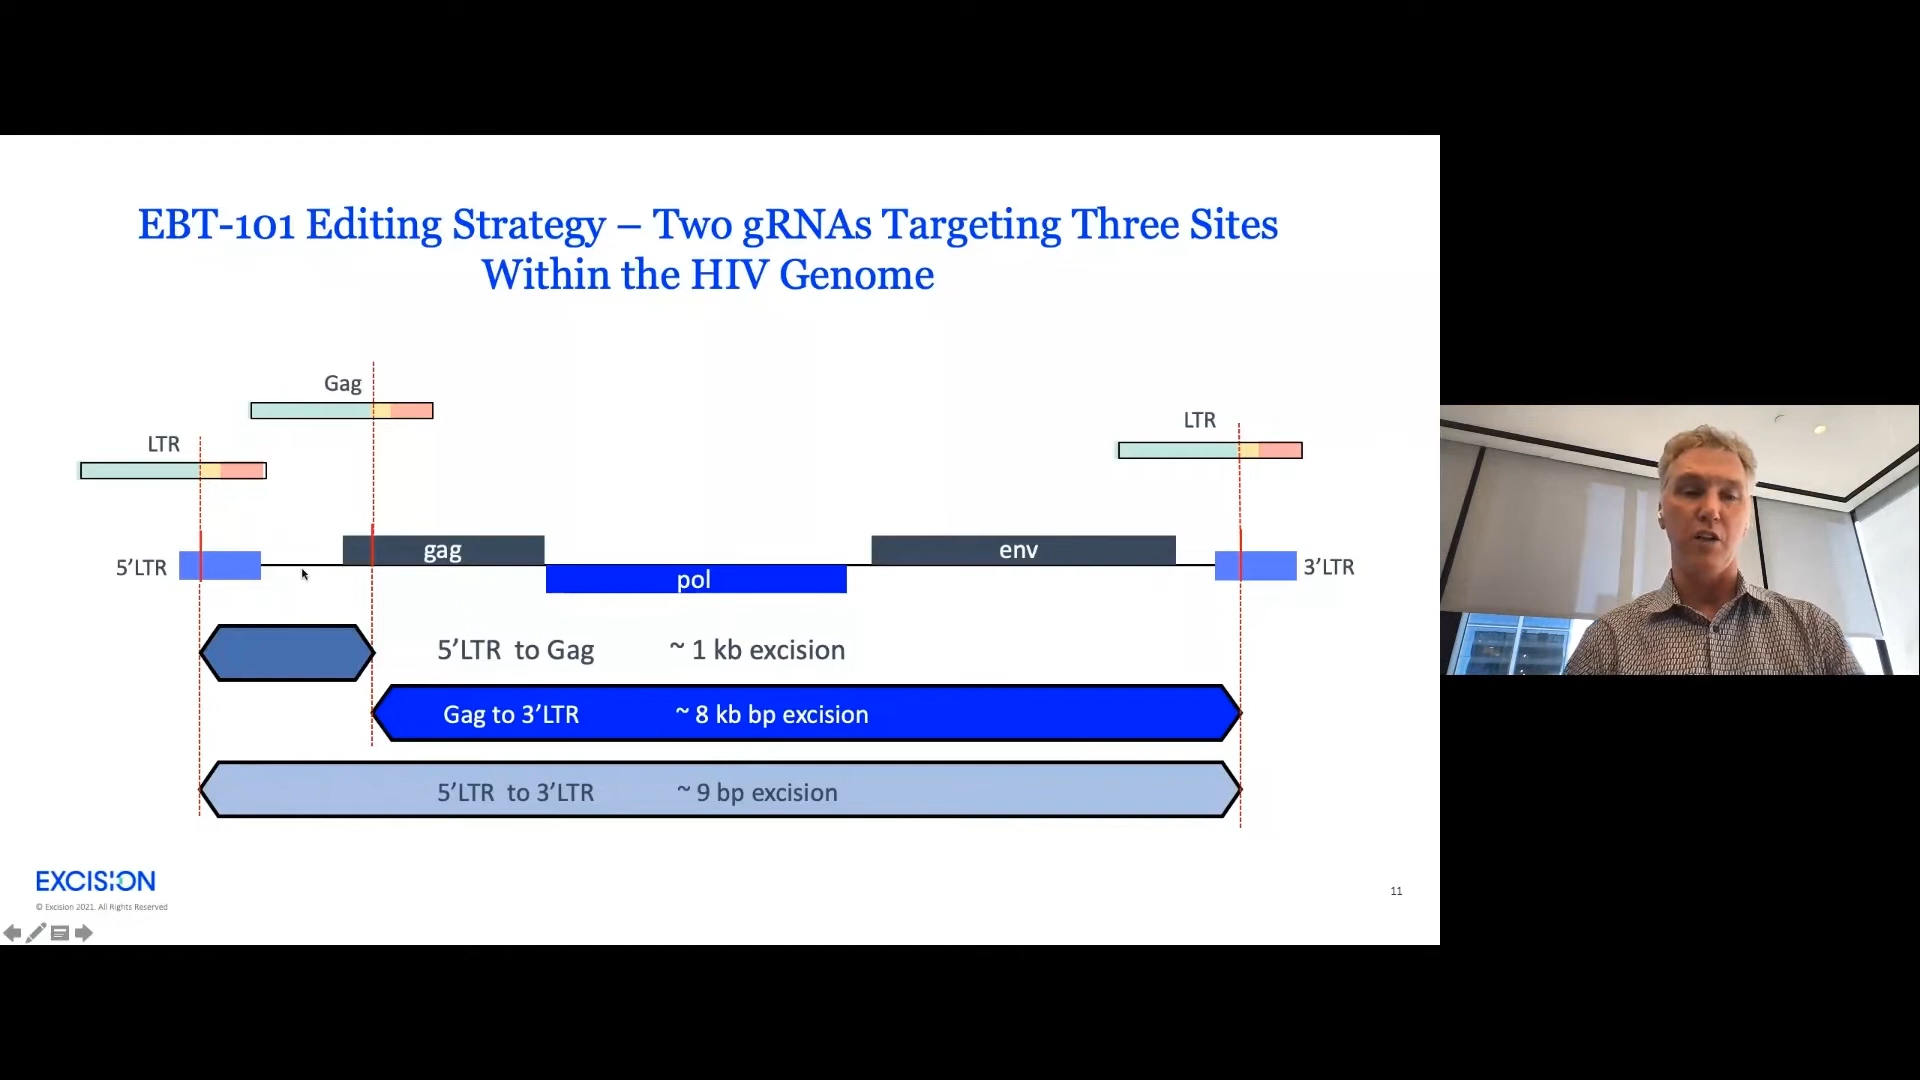 EBT-101 Editing Strategy – Two gRNAs Targeting Three Sites
Within the HIV Genome
Gag
LTR
LTR
5'LTR
gag
pol
env
3'LTR
5'LTR to Gag ~ 1 kb excision
Gag to 3'LTR ~ 8 kb bp excision
5'LTR to 3'LTR ~ 9 bp excision
EXCISION
© Excision 2021. All Rights Reserved
11